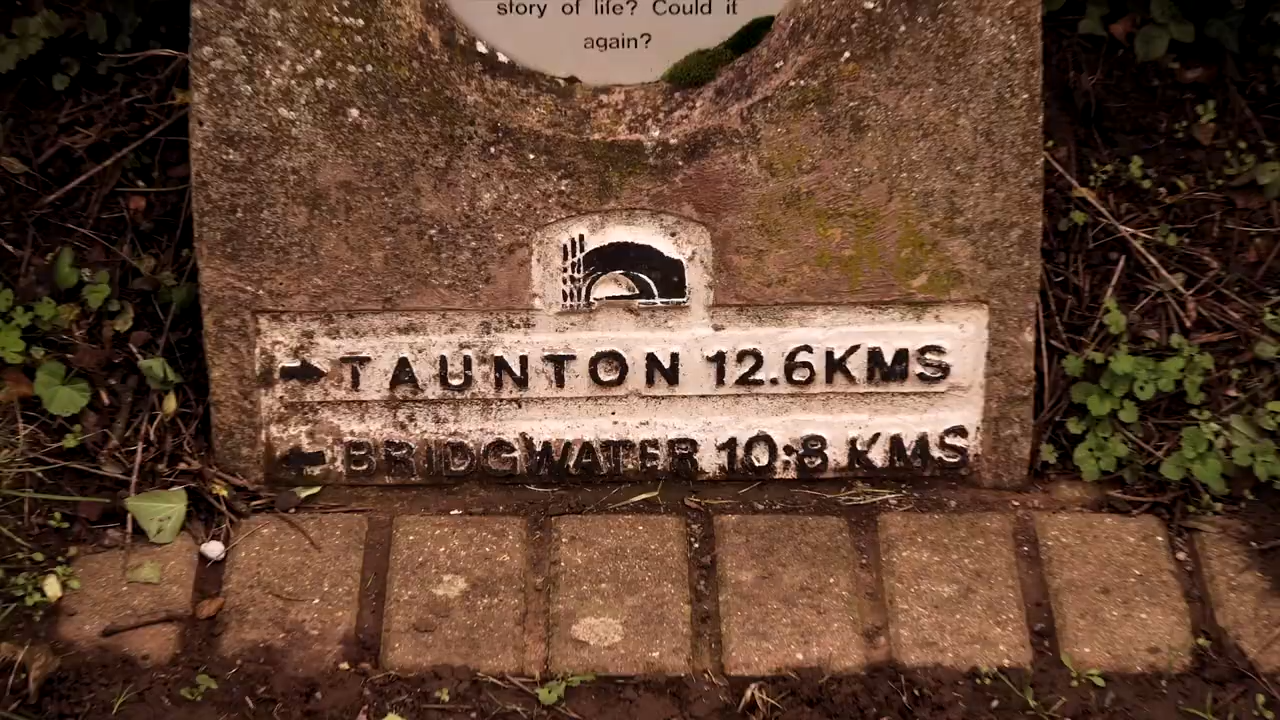 story of life? Could it
again?
→ TAUNTON 12.6KMS
← BRIDGWATER 10:8 KMS